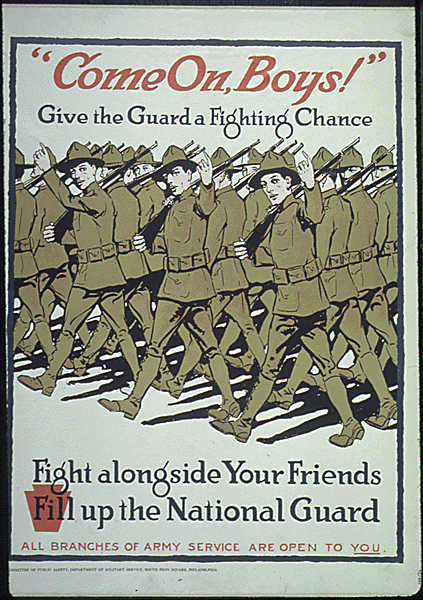 "Come On, Boys!"
Give the Guard a Fighting Chance
Fight alongside Your Friends
Fill up the National Guard
ALL BRANCHES OF ARMY SERVICE ARE OPEN TO YOU.
COMMITTEE OF PUBLIC SAFETY, DEPARTMENT OF MILITARY SERVICE, SOUTH PENN SQUARE, PHILADELPHIA